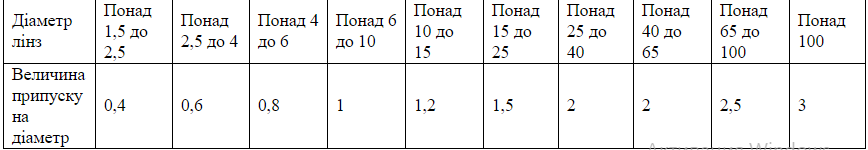 Діаметр лінз
Понад 1,5 до 2,5
Понад 2,5 до 4
Понад 4 до 6
Понад 6 до 10
Понад 10 до 15
Понад 15 до 25
Понад 25 до 40
Понад 40 до 65
Понад 65 до 100
Понад 100
Величина припуску на діаметр
0,4
0,6
0,8
1
1,2
1,5
2
2
2,5
3